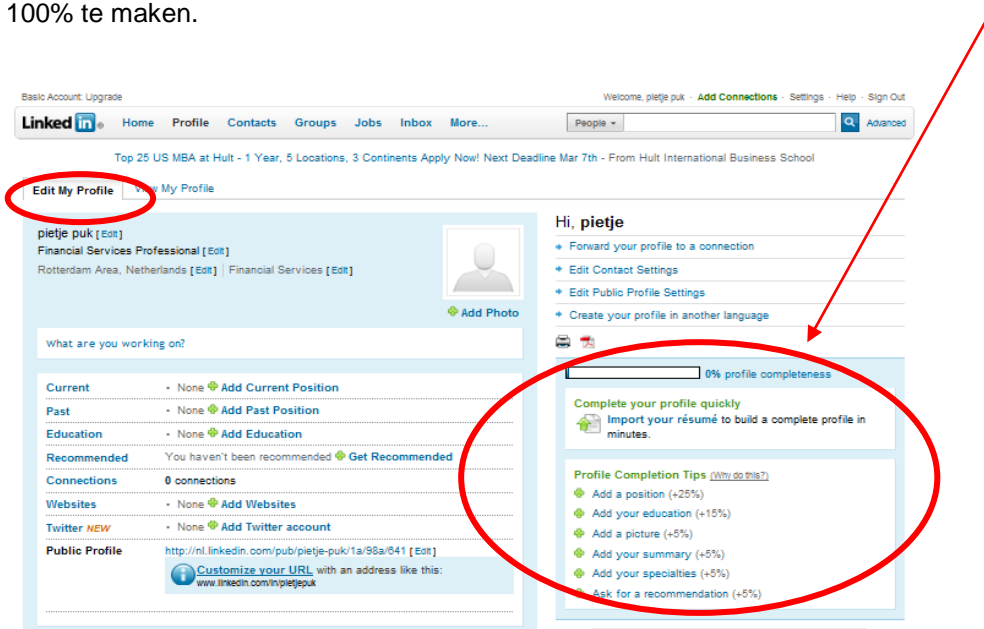 100% te maken.
Basic Account: Upgrade
Welcome, pietje puk · Add Connections · Settings · Help · Sign Out
Linked in ® Home Profile Contacts Groups Jobs Inbox More...
People Advanced
Top 25 US MBA at Hult - 1 Year, 5 Locations, 3 Continents Apply Now! Next Deadline Mar 7th - From Hult International Business School
Edit My Profile View My Profile
pietje puk [Edit]
Financial Services Professional [Edit]
Rotterdam Area, Netherlands [Edit] | Financial Services [Edit]
Add Photo
What are you working on?
Current - None Add Current Position
Past - None Add Past Position
Education - None Add Education
Recommended You haven't been recommended Get Recommended
Connections 0 connections
Websites - None Add Websites
Twitter NEW - None Add Twitter account
Public Profile http://nl.linkedin.com/pub/pietje-puk/1a/98a/641 [Edit]
Customize your URL with an address like this:
www.linkedin.com/in/pietjepuk
Hi, pietje
Forward your profile to a connection
Edit Contact Settings
Edit Public Profile Settings
Create your profile in another language
0% profile completeness
Complete your profile quickly
Import your résumé to build a complete profile in
minutes.
Profile Completion Tips (Why do this?)
Add a position (+25%)
Add your education (+15%)
Add a picture (+5%)
Add your summary (+5%)
Add your specialties (+5%)
Ask for a recommendation (+5%)